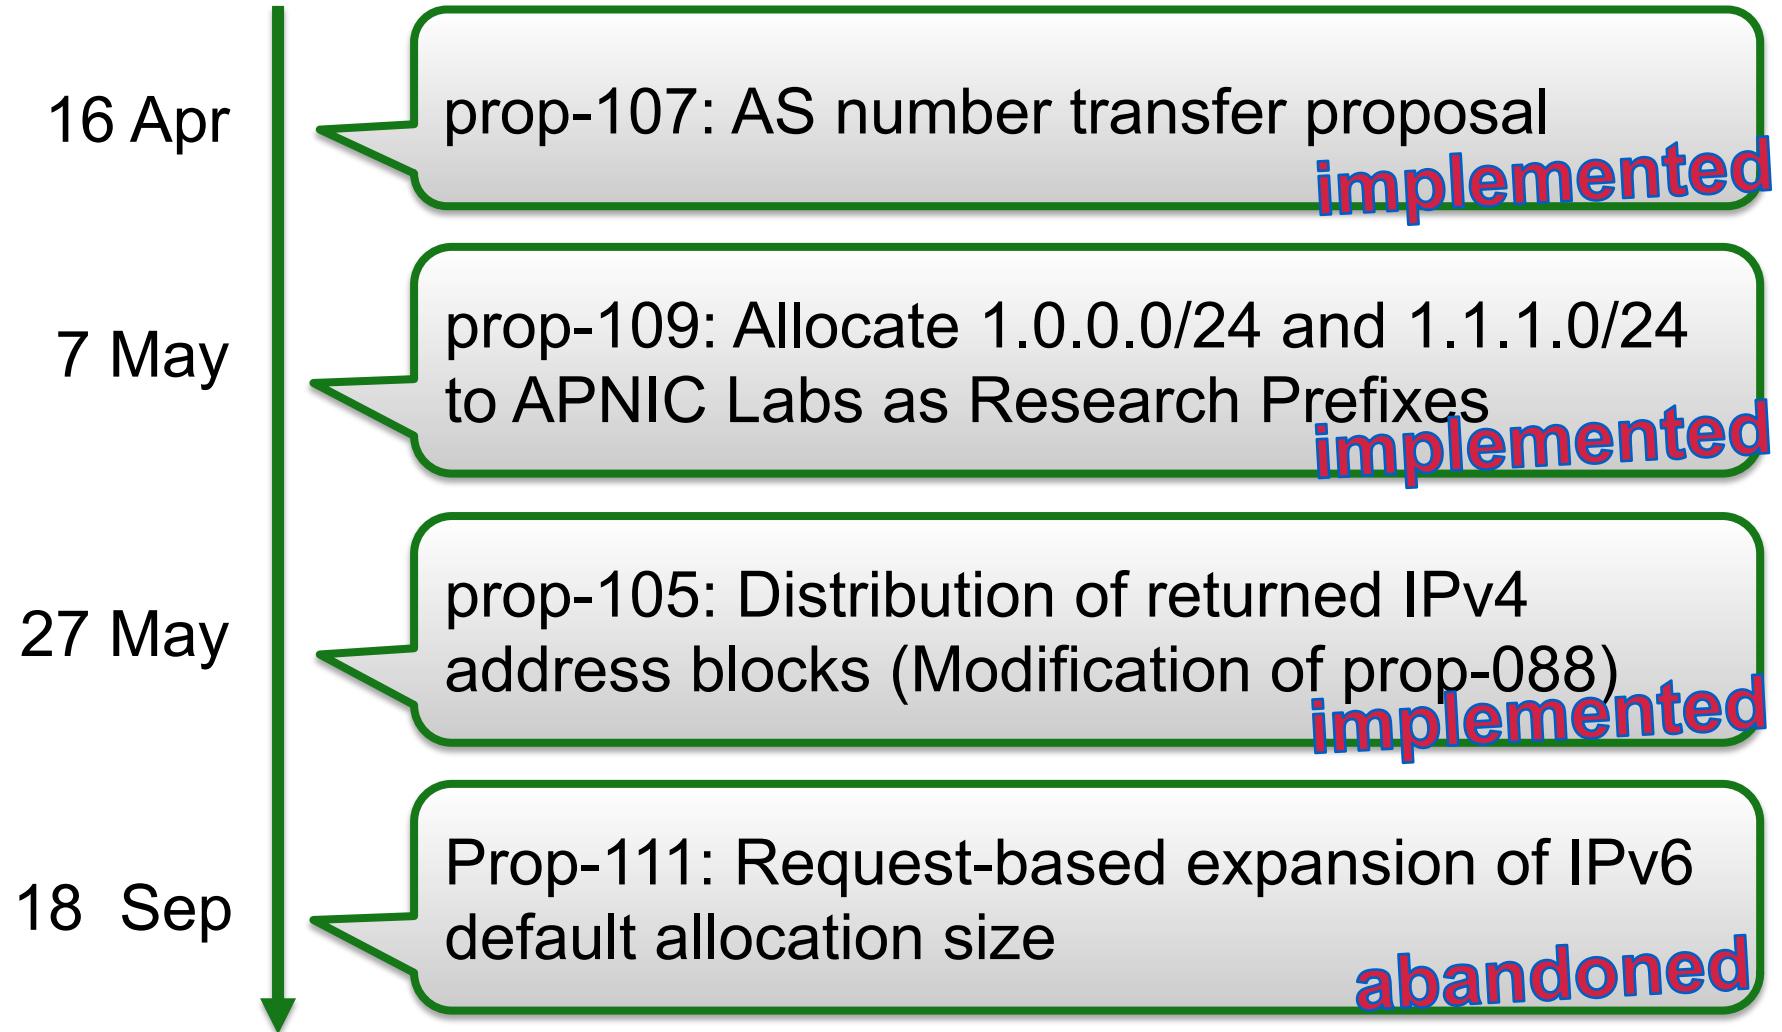 16 Apr
prop-107: AS number transfer proposal
implemented
7 May
prop-109: Allocate 1.0.0.0/24 and 1.1.1.0/24
to APNIC Labs as Research Prefixes
implemented
27 May
prop-105: Distribution of returned IPv4
address blocks (Modification of prop-088)
implemented
18 Sep
Prop-111: Request-based expansion of IPv6
default allocation size
abandoned